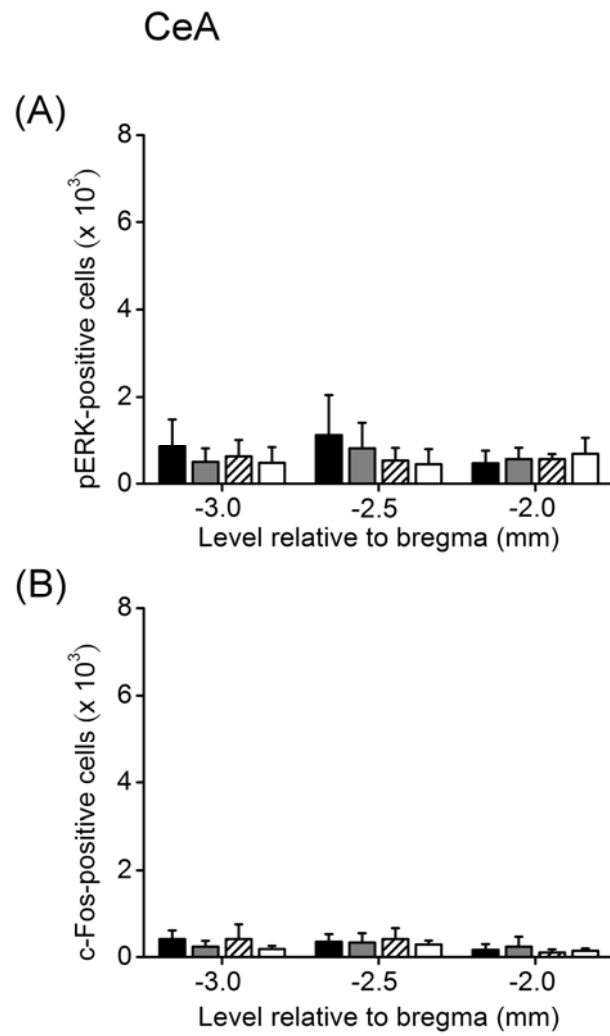 CeA
(A)
pERK-positive cells (x 10³)
8
6
4
2
0
-3.0 -2.5 -2.0
Level relative to bregma (mm)
(B)
c-Fos-positive cells (x 10³)
8
6
4
2
0
-3.0 -2.5 -2.0
Level relative to bregma (mm)